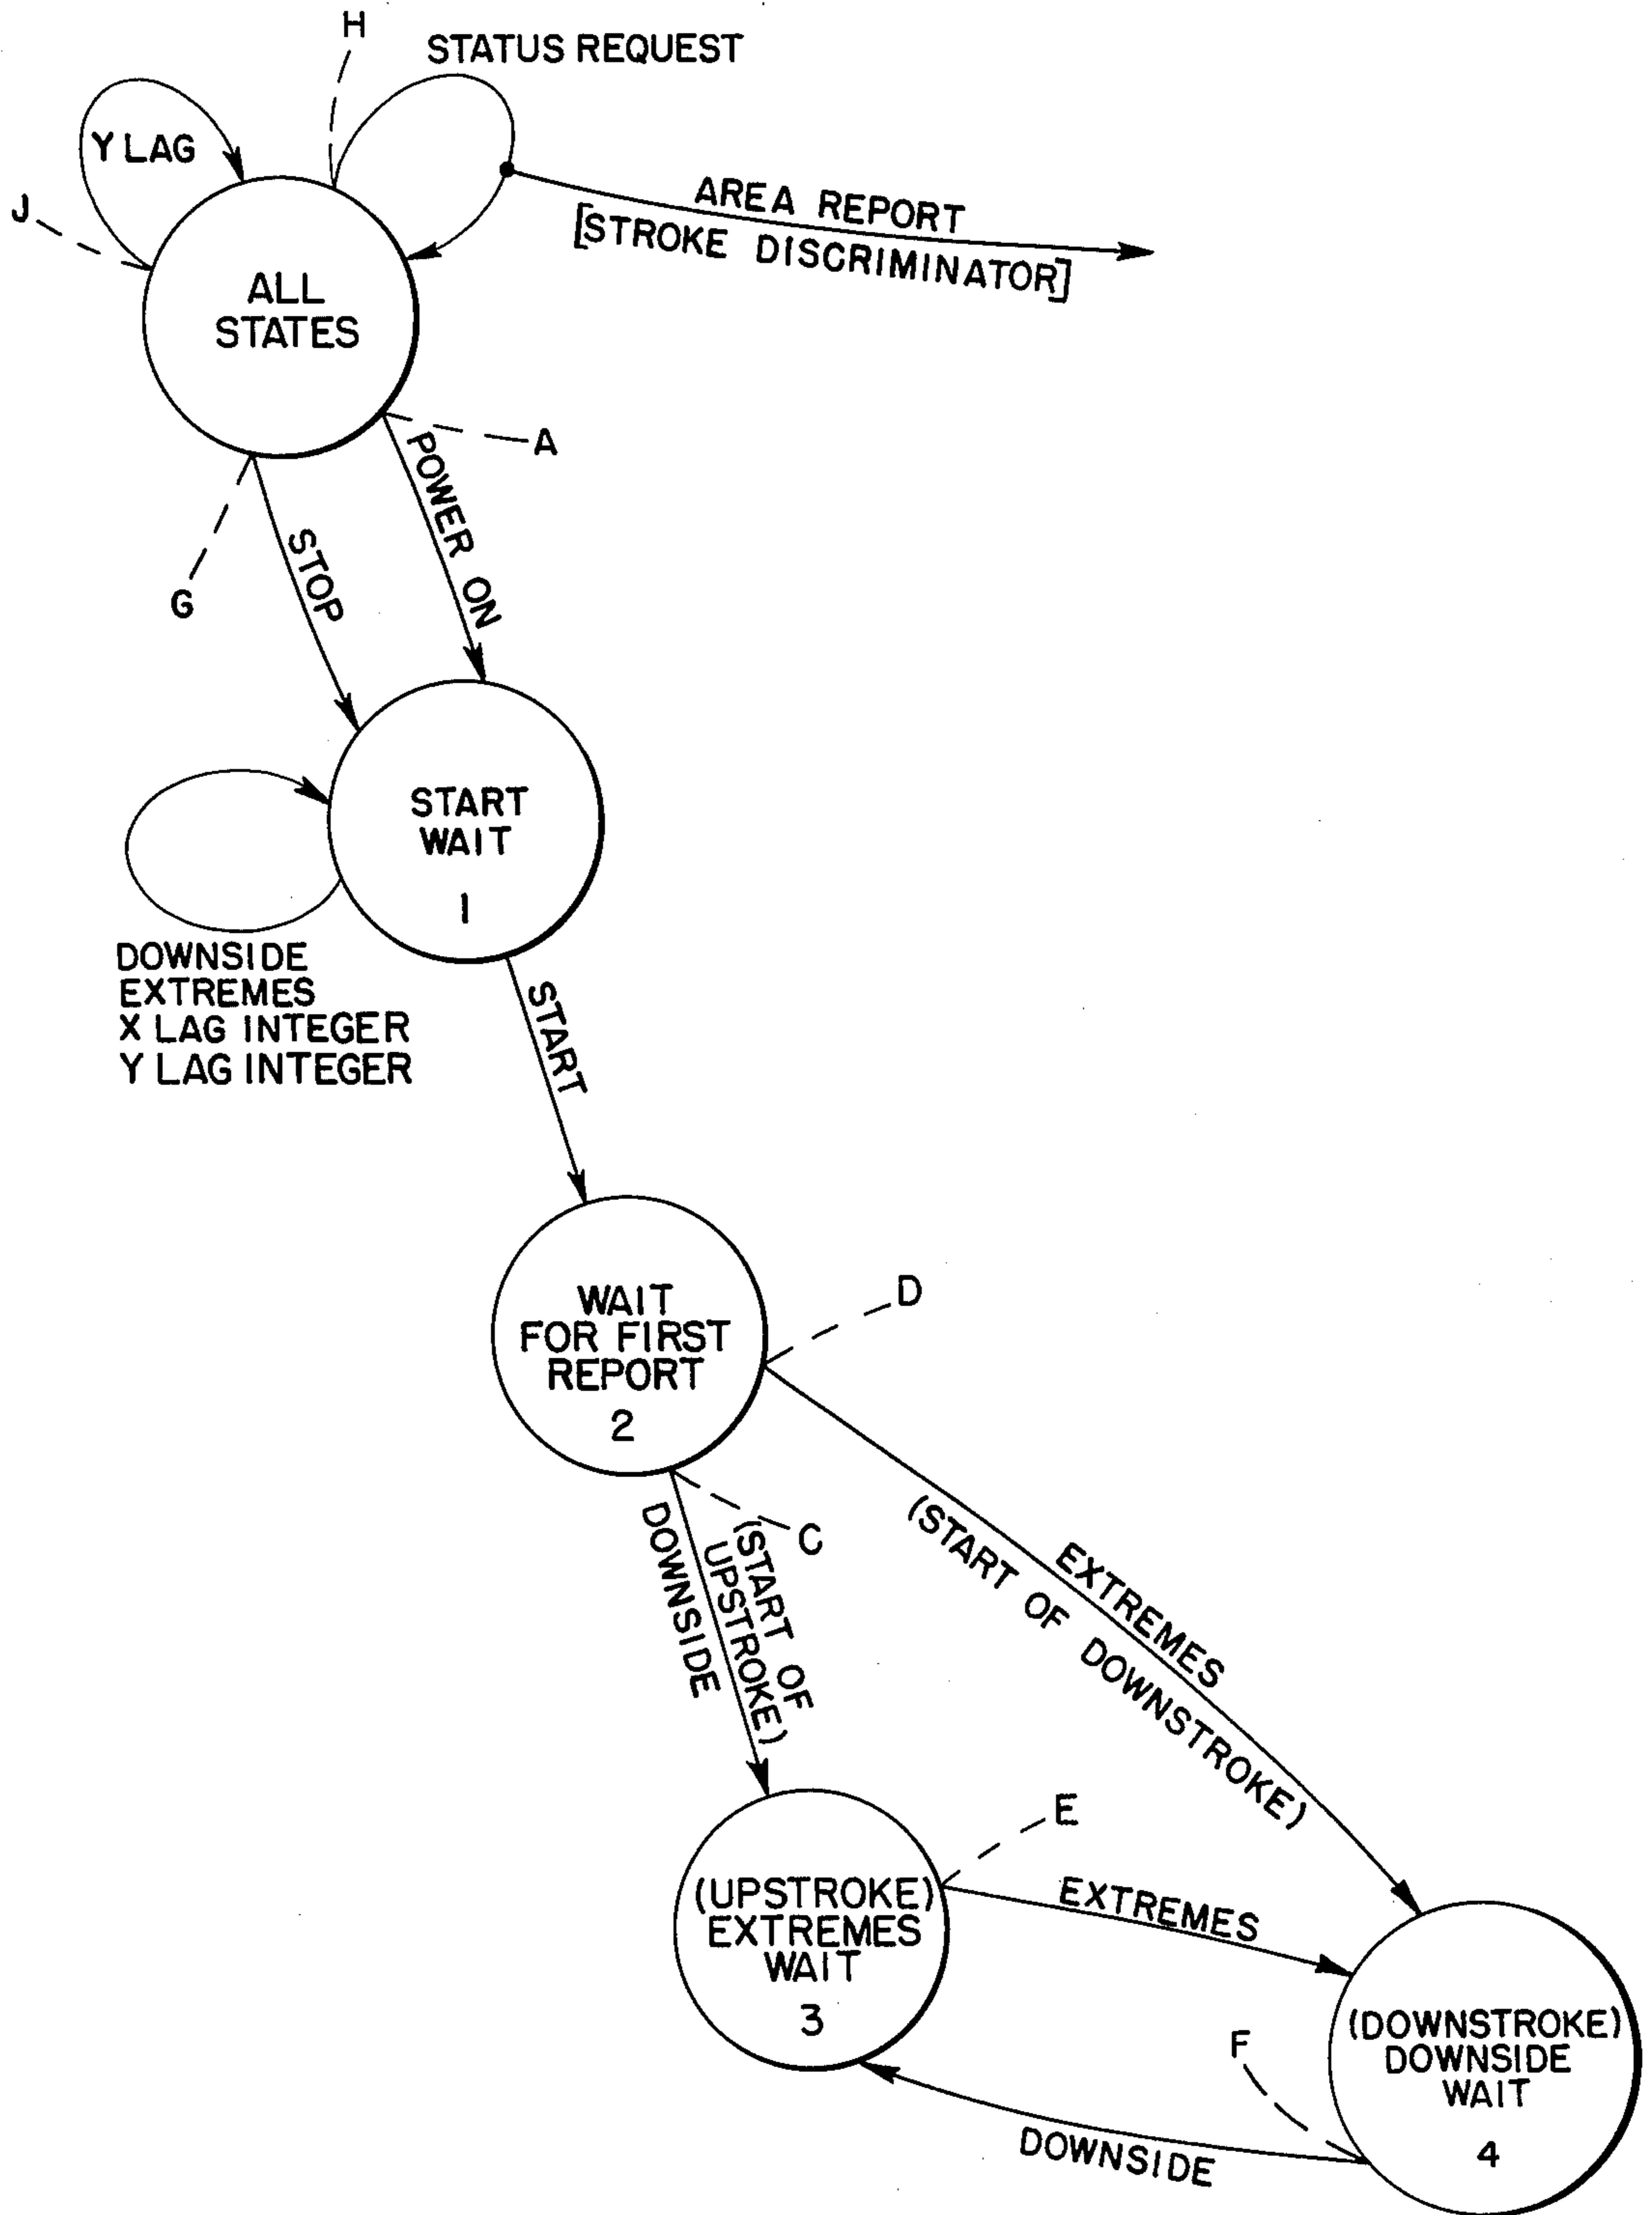 H
STATUS REQUEST
Y LAG
J
AREA REPORT
[STROKE DISCRIMINATOR]
ALL
STATES
A
POWER ON
STOP
G
START
WAIT
1
DOWNSIDE
EXTREMES
X LAG INTEGER
Y LAG INTEGER
START
WAIT
FOR FIRST
REPORT
2
D
C
DOWNSIDE
(START OF
UPSTROKE)
EXTREMES
(START OF DOWNSTROKE)
E
(UPSTROKE)
EXTREMES
WAIT
3
EXTREMES
(DOWNSTROKE)
DOWNSIDE
WAIT
4
F
DOWNSIDE